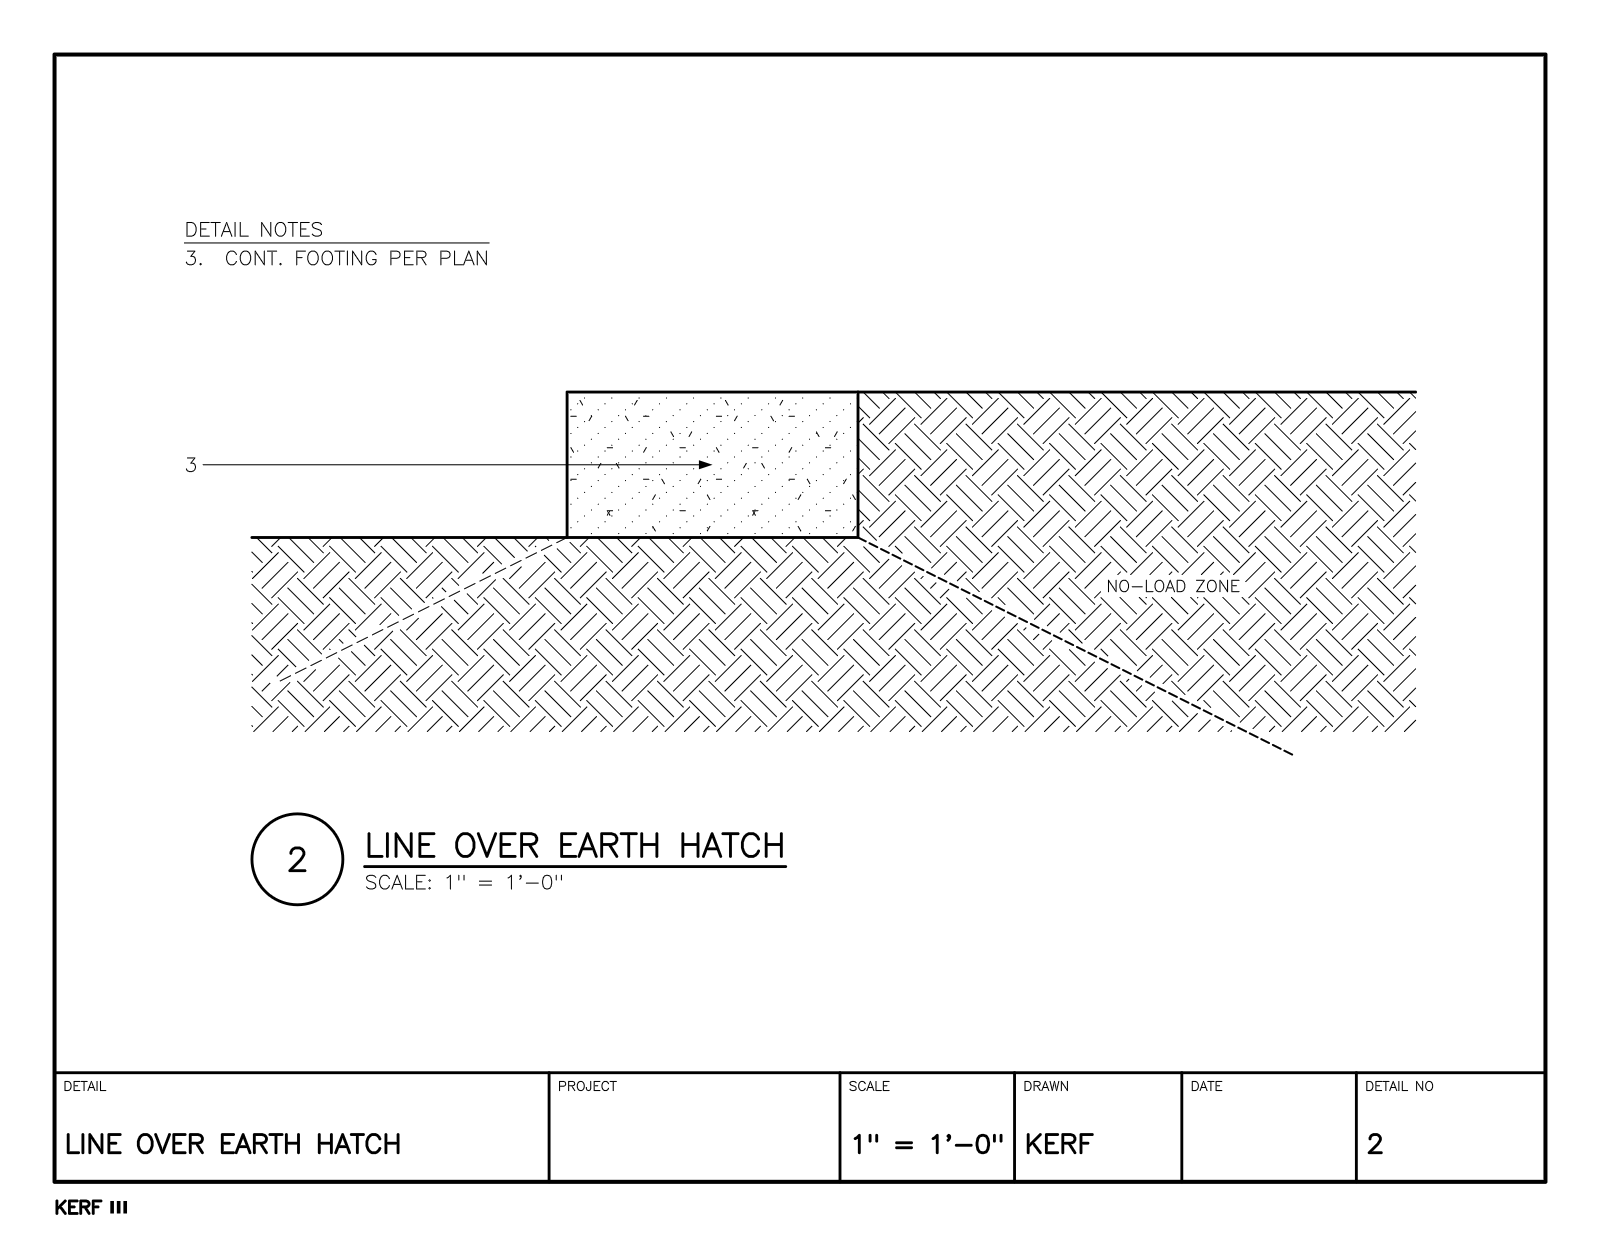 DETAIL NOTES
3. CONT. FOOTING PER PLAN
3
NO-LOAD ZONE
2
LINE OVER EARTH HATCH
SCALE: 1" = 1'-0"
DETAIL
LINE OVER EARTH HATCH
PROJECT
SCALE
1" = 1'-0"
DRAWN
KERF
DATE
DETAIL NO
2
KERF III